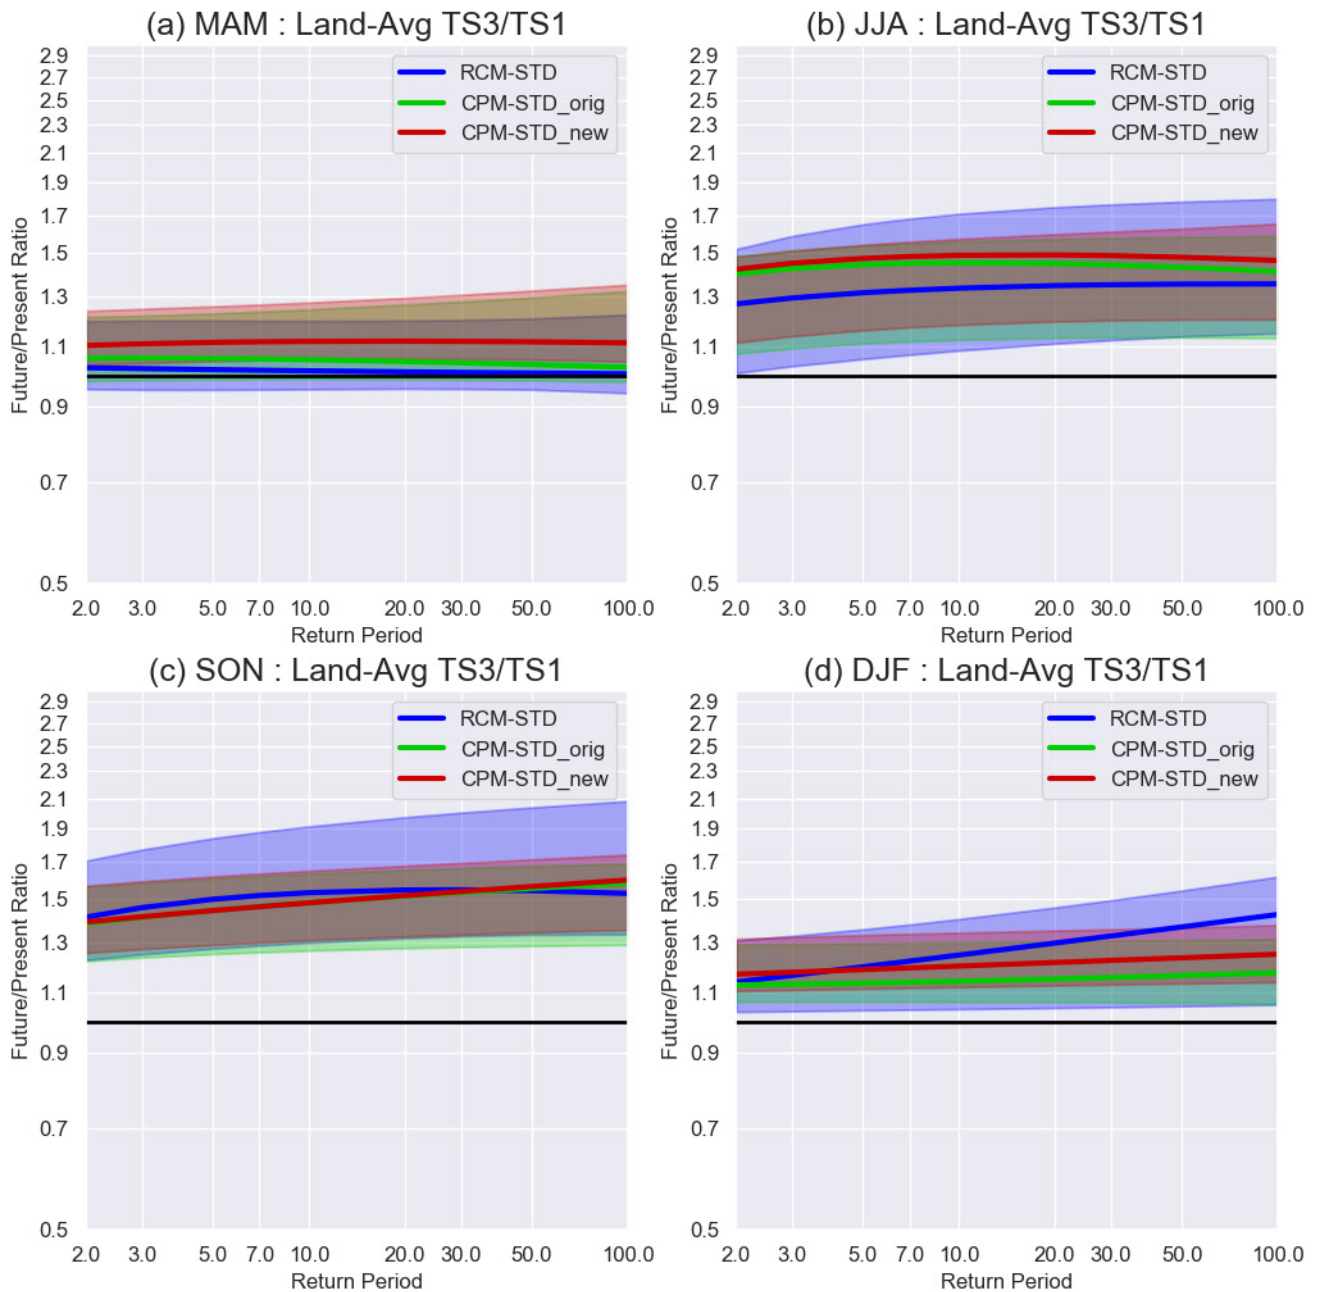 (a) MAM : Land-Avg TS3/TS1
2.9
2.7
2.5
2.3
2.1
1.9
1.7
1.5
1.3
1.1
0.9
0.7
0.5
Future/Present Ratio
RCM-STD
CPM-STD_orig
CPM-STD_new
2.0 3.0 5.0 7.0 10.0 20.0 30.0 50.0 100.0
Return Period
(b) JJA : Land-Avg TS3/TS1
2.9
2.7
2.5
2.3
2.1
1.9
1.7
1.5
1.3
1.1
0.9
0.7
0.5
Future/Present Ratio
RCM-STD
CPM-STD_orig
CPM-STD_new
2.0 3.0 5.0 7.0 10.0 20.0 30.0 50.0 100.0
Return Period
(c) SON : Land-Avg TS3/TS1
2.9
2.7
2.5
2.3
2.1
1.9
1.7
1.5
1.3
1.1
0.9
0.7
0.5
Future/Present Ratio
RCM-STD
CPM-STD_orig
CPM-STD_new
2.0 3.0 5.0 7.0 10.0 20.0 30.0 50.0 100.0
Return Period
(d) DJF : Land-Avg TS3/TS1
2.9
2.7
2.5
2.3
2.1
1.9
1.7
1.5
1.3
1.1
0.9
0.7
0.5
Future/Present Ratio
RCM-STD
CPM-STD_orig
CPM-STD_new
2.0 3.0 5.0 7.0 10.0 20.0 30.0 50.0 100.0
Return Period